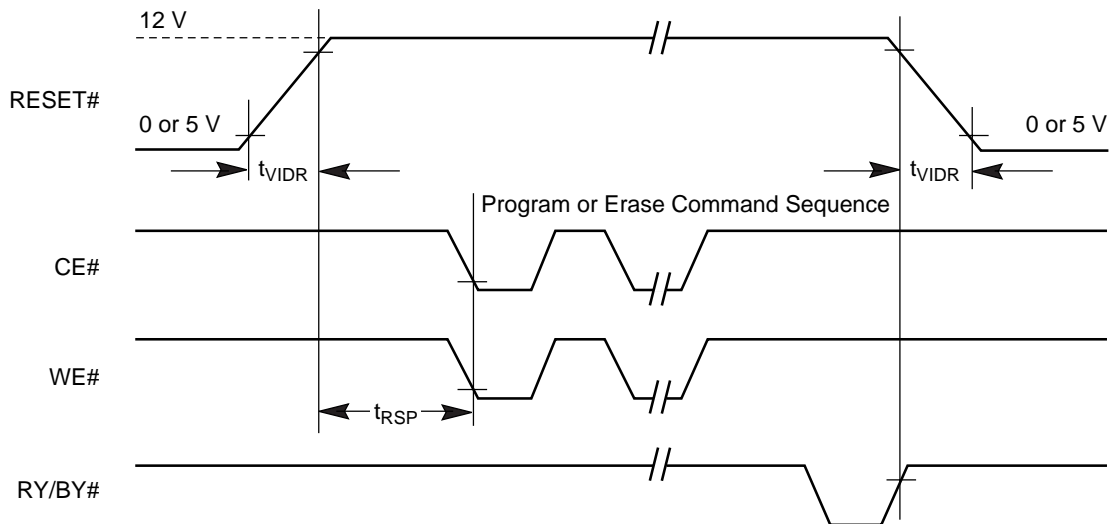 12 V
RESET#
0 or 5 V
0 or 5 V
tVIDR
tVIDR
Program or Erase Command Sequence
CE#
WE#
tRSP
RY/BY#